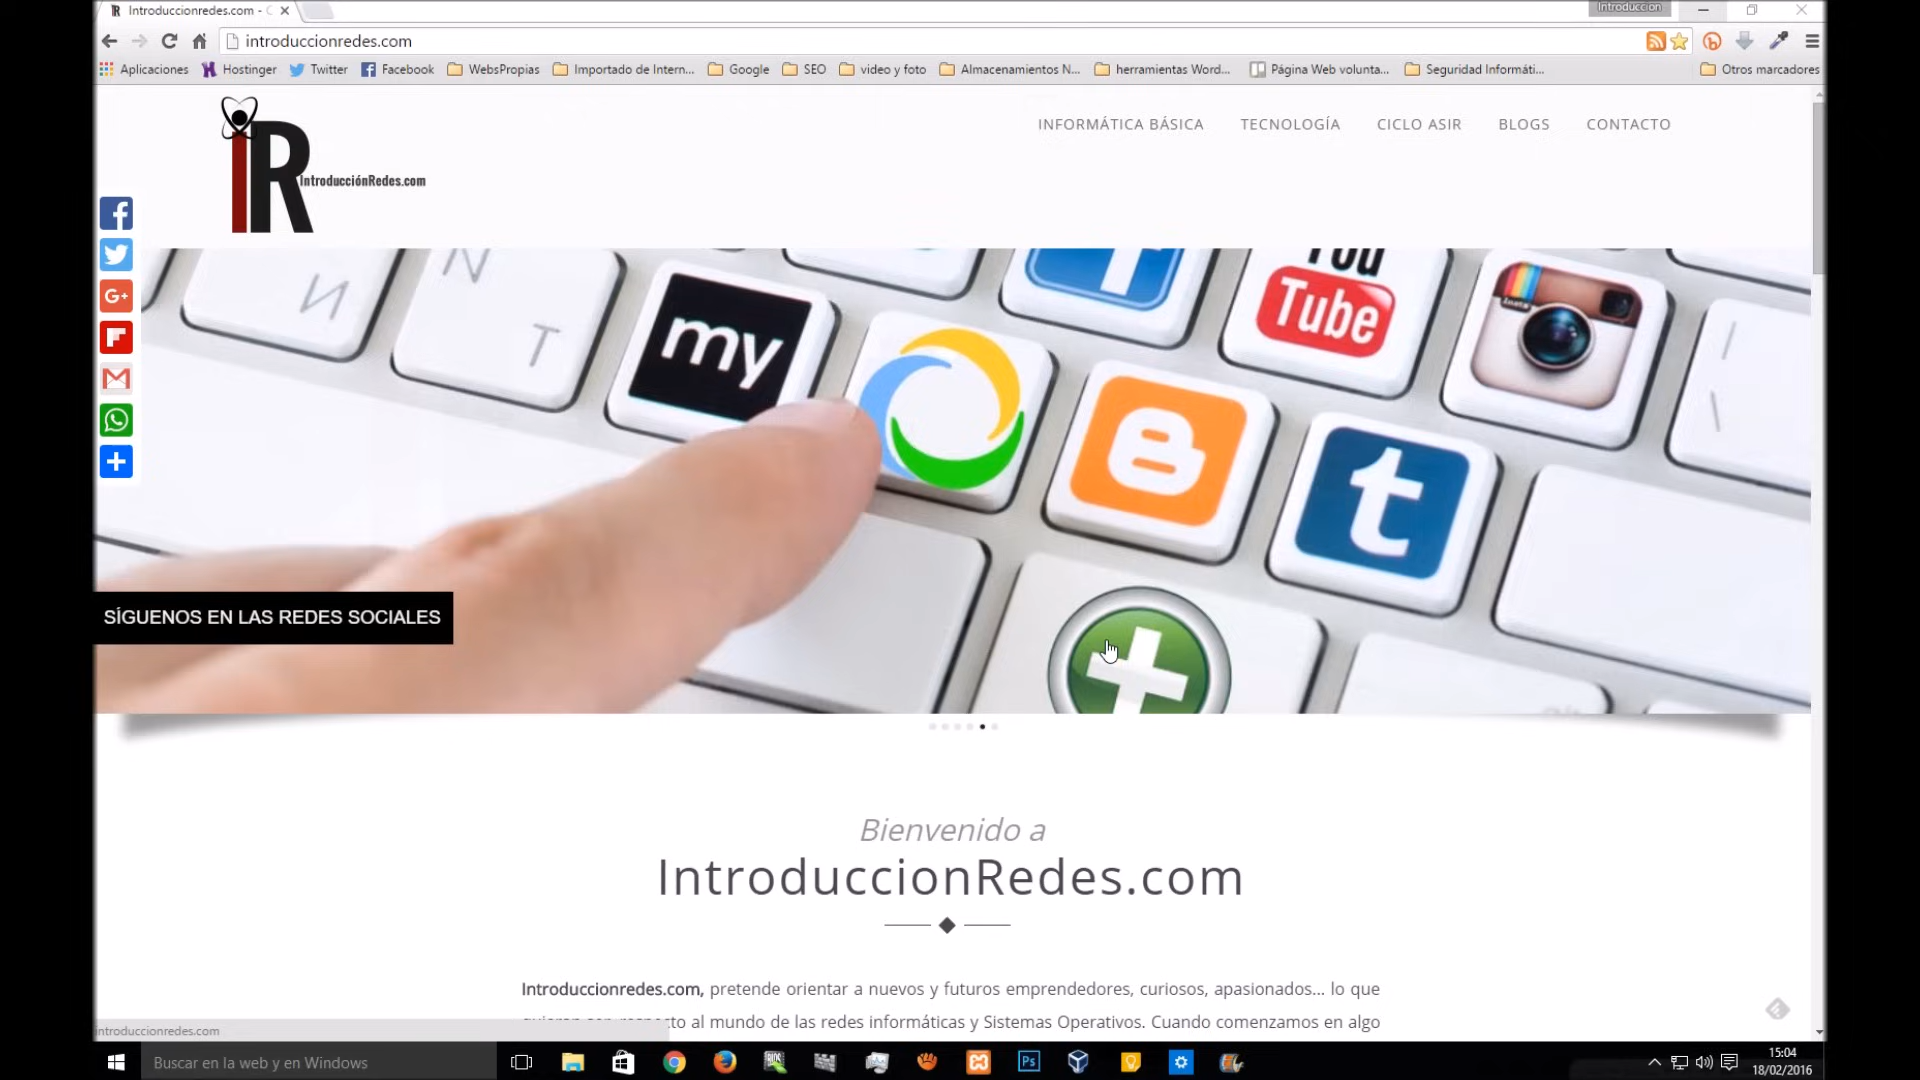 Introduccionredes.com - C
Introduccion
introduccionredes.com
Aplicaciones Hostinger Twitter Facebook WebsPropias Importado de Intern... Google SEO video y foto Almacenamientos N... herramientas Word... Página Web volunta... Seguridad Informáti... Otros marcadores
INFORMÁTICA BÁSICA TECNOLOGÍA CICLO ASIR BLOGS CONTACTO
iR
IntroducciónRedes.com
You
Tube
my
T
SÍGUENOS EN LAS REDES SOCIALES
Bienvenido a
IntroduccionRedes.com
Introduccionredes.com, pretende orientar a nuevos y futuros emprendedores, curiosos, apasionados... lo que
al mundo de las redes informáticas y Sistemas Operativos. Cuando comenzamos en algo
introduccionredes.com
Buscar en la web y en Windows
Ps
15:04
18/02/2016